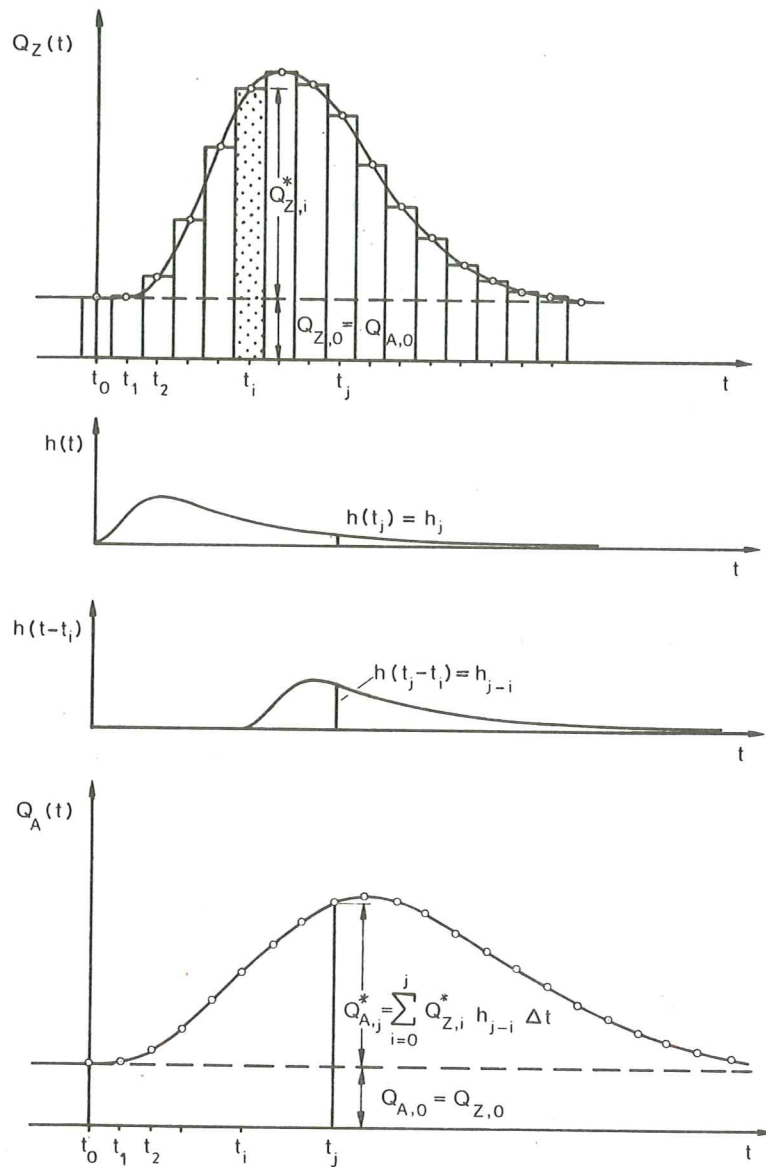 Q_Z(t)
Q*_Z,i
Q_Z,0 = Q_A,0
t_0 t_1 t_2 t_i t_j t
h(t)
h(t_j) = h_j
t
h(t-t_i)
h(t_j-t_i) = h_j-i
t
Q_A(t)
Q*_A,j = ∑ j i=0 Q*_Z,i h_j-i Δt
Q_A,0 = Q_Z,0
t_0 t_1 t_2 t_i t_j t